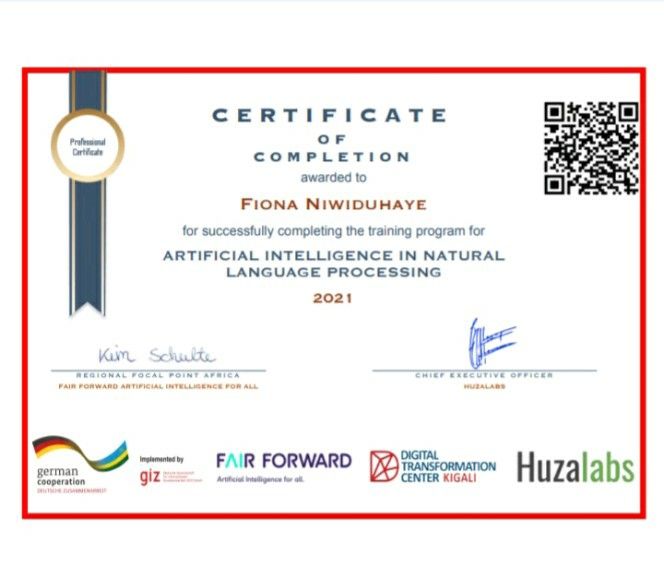 Professional
Certificate
CERTIFICATE
OF
COMPLETION
awarded to
FIONA NIWIDUHAYE
for successfully completing the training program for
ARTIFICIAL INTELLIGENCE IN NATURAL
LANGUAGE PROCESSING
2021
Kim Schulte
REGIONAL FOCAL POINT AFRICA
FAIR FORWARD ARTIFICIAL INTELLIGENCE FOR ALL
CHIEF EXECUTIVE OFFICER
HUZALABS
german
cooperation
DEUTSCHE ZUSAMMENARBEIT
Implemented by
giz
FAIR FORWARD
Artificial Intelligence for all.
DIGITAL
TRANSFORMATION
CENTER KIGALI
Huzalabs